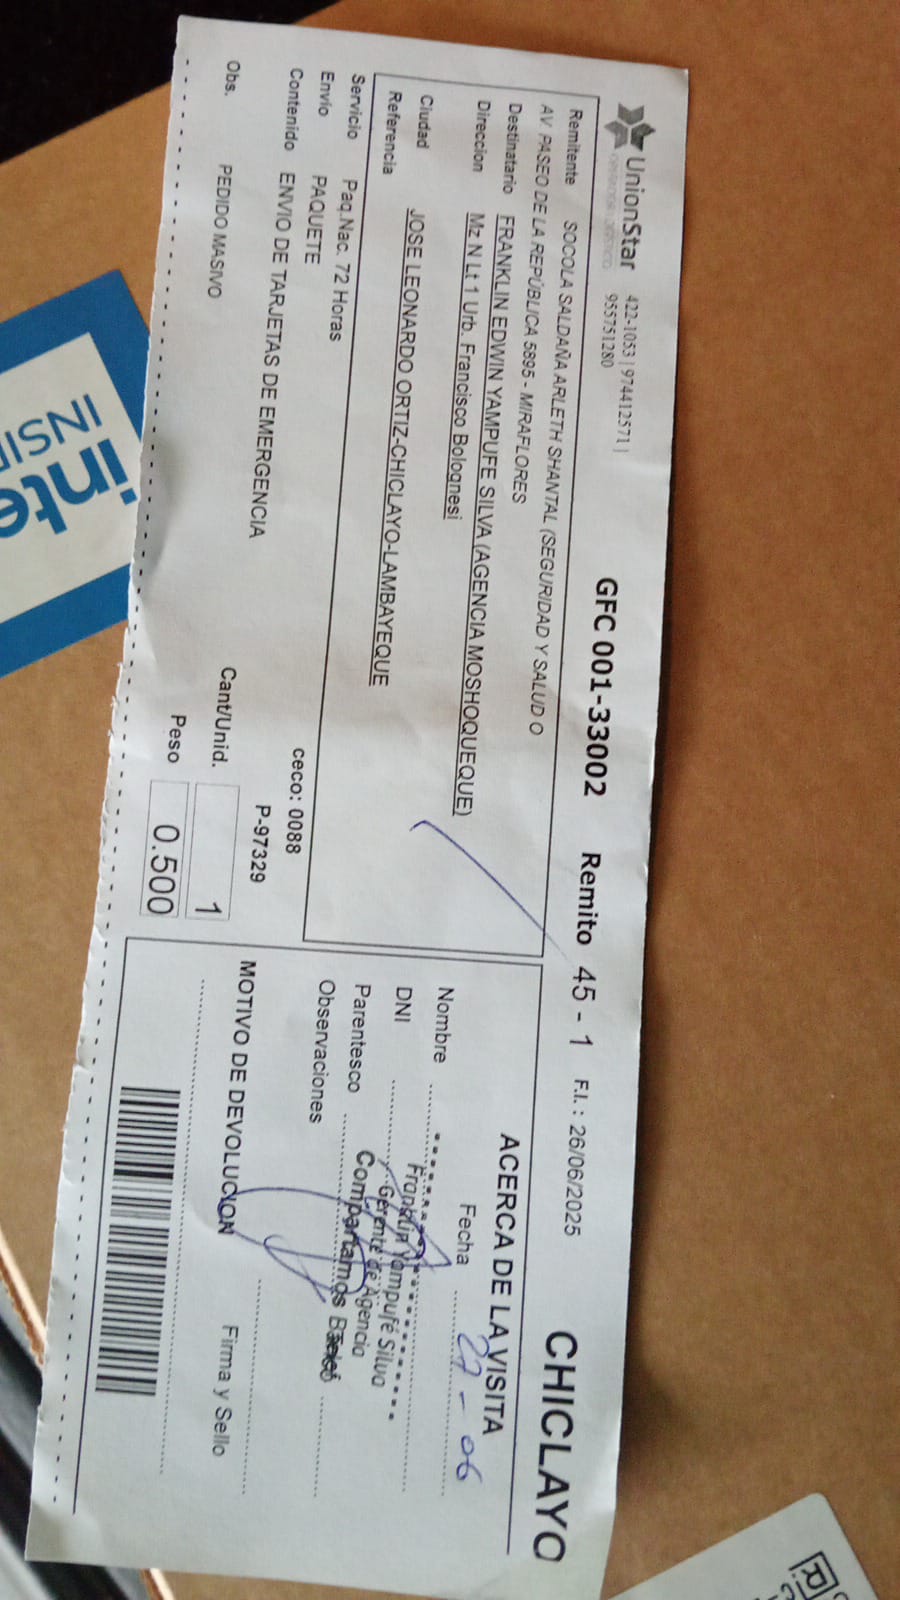 UnionStar 422-1053 | 974412571 |
955751280
GFC 001-33002 Remito 45 - 1 F.I. : 26/06/2025 CHICLAYO
Remitente SOCOLA SALDAÑA ARLETH SHANTAL (SEGURIDAD Y SALUD O
AV PASEO DE LA REPÚBLICA 5895 - MIRAFLORES
Destinatario FRANKLIN EDWIN YAMPUFE SILVA (AGENCIA MOSHOQUEQUE)
Direccion Mz N Lt 1 Urb. Francisco Bolognesi
Ciudad JOSE LEONARDO ORTIZ-CHICLAYO-LAMBAYEQUE
Referencia
Servicio Paq.Nac. 72 Horas
Envio PAQUETE
Contenido ENVIO DE TARJETAS DE EMERGENCIA
Obs. PEDIDO MASIVO
ceco: 0088
P-97329
Cant/Unid. 1
Peso 0.500
ACERCA DE LA VISITA
Fecha 27-06
Nombre
DNI
Parentesco
Observaciones
Franklin Yampufé Silva
Gerente de Agencia
Compartamos
MOTIVO DE DEVOLUCION
Firma y Sello
inte
INSI
R